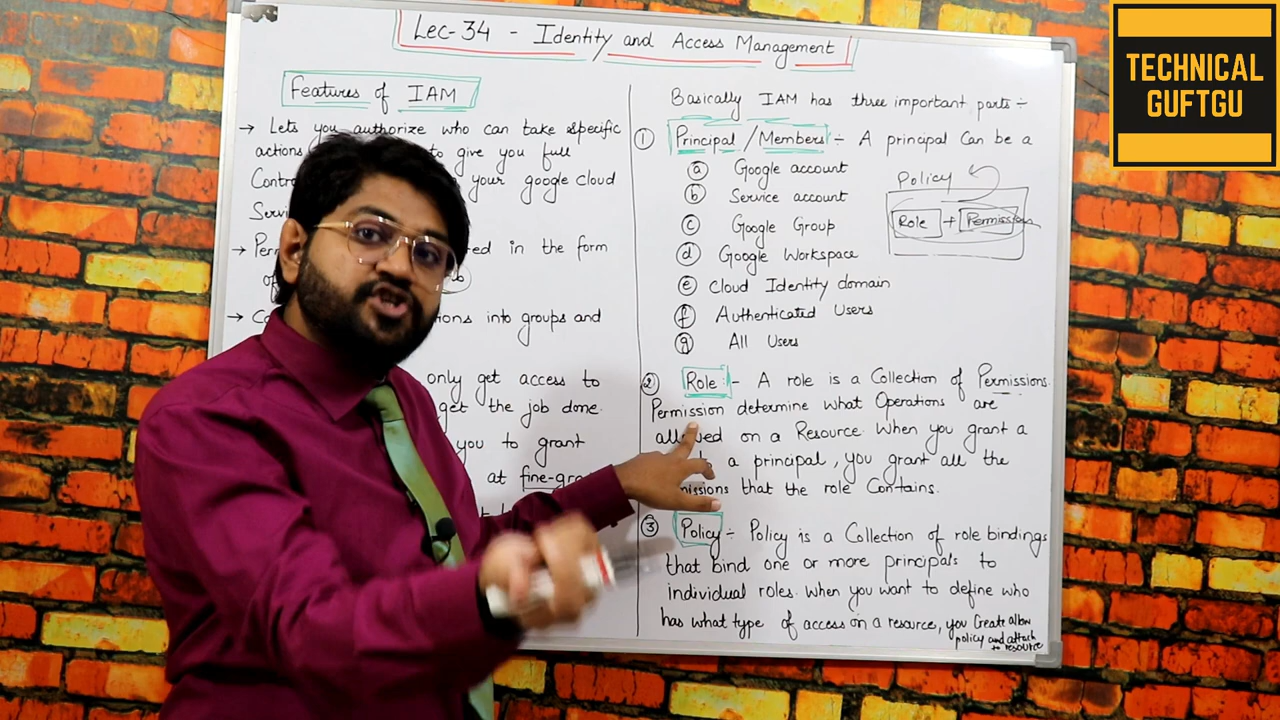 Lec-34 - Identity and Access Management
TECHNICAL
GUFTGU
Features of IAM
→ Lets you authorize who can take specific
actions to give you full
your google cloud
→ ed in the form
→ tions into groups and
only get access to
get the job done.
you to grant
at
Basically IAM has three important parts ÷
① Principal / Members ÷ A principal Can be a
ⓐ Google account
ⓑ Service account
ⓒ Google Group
ⓓ Google Workspace
ⓔ Cloud Identity domain
ⓕ Authenticated Users
ⓖ All Users
Policy
Role + Permissions
② Role :- A role is a Collection of Permissions.
Permission determine what Operations are
allowed on a Resource. When you grant a
a principal, you grant all the
missions that the role Contains.
③ Policy ÷ Policy is a Collection of role bindings
that bind one or more principals to
individual roles. When you want to define who
has what type of access on a resource, you Create allow
policy and attach
to resource